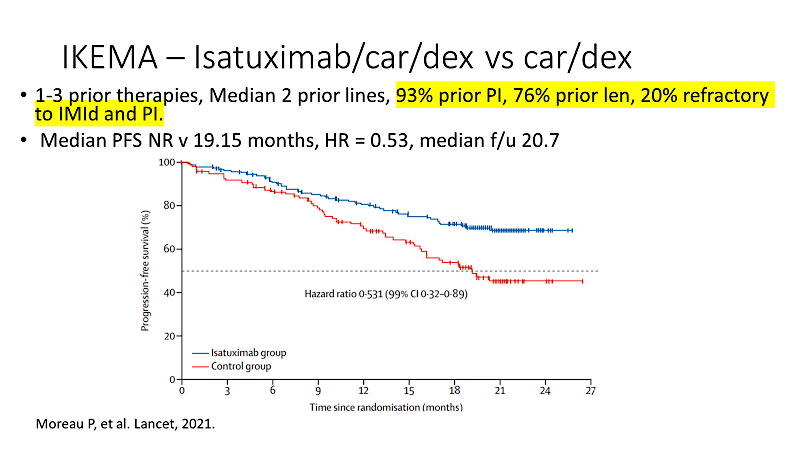 IKEMA – Isatuximab/car/dex vs car/dex
• 1-3 prior therapies, Median 2 prior lines, 93% prior PI, 76% prior len, 20% refractory
to IMId and PI.
• Median PFS NR v 19.15 months, HR = 0.53, median f/u 20.7
100
80
60
40
20
0
Progression-free survival (%)
Hazard ratio 0·531 (99% CI 0·32–0·89)
Isatuximab group
Control group
0 3 6 9 12 15 18 21 24 27
Time since randomisation (months)
Moreau P, et al. Lancet, 2021.